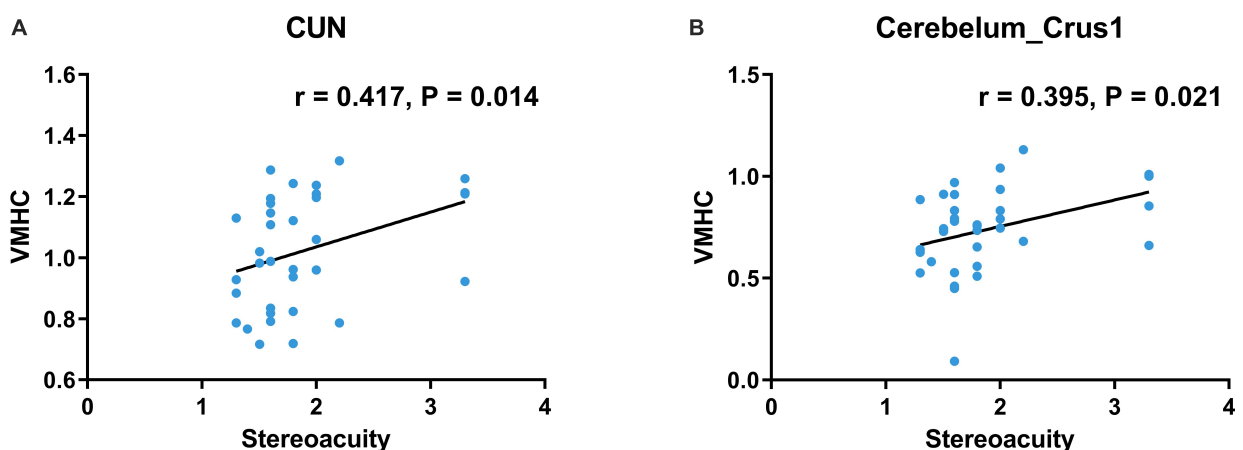 A
CUN
r = 0.417, P = 0.014
VMHC
1.6
1.4
1.2
1.0
0.8
0.6
0 1 2 3 4
Stereoacuity
B
Cerebelum_Crus1
r = 0.395, P = 0.021
VMHC
1.5
1.0
0.5
0.0
0 1 2 3 4
Stereoacuity